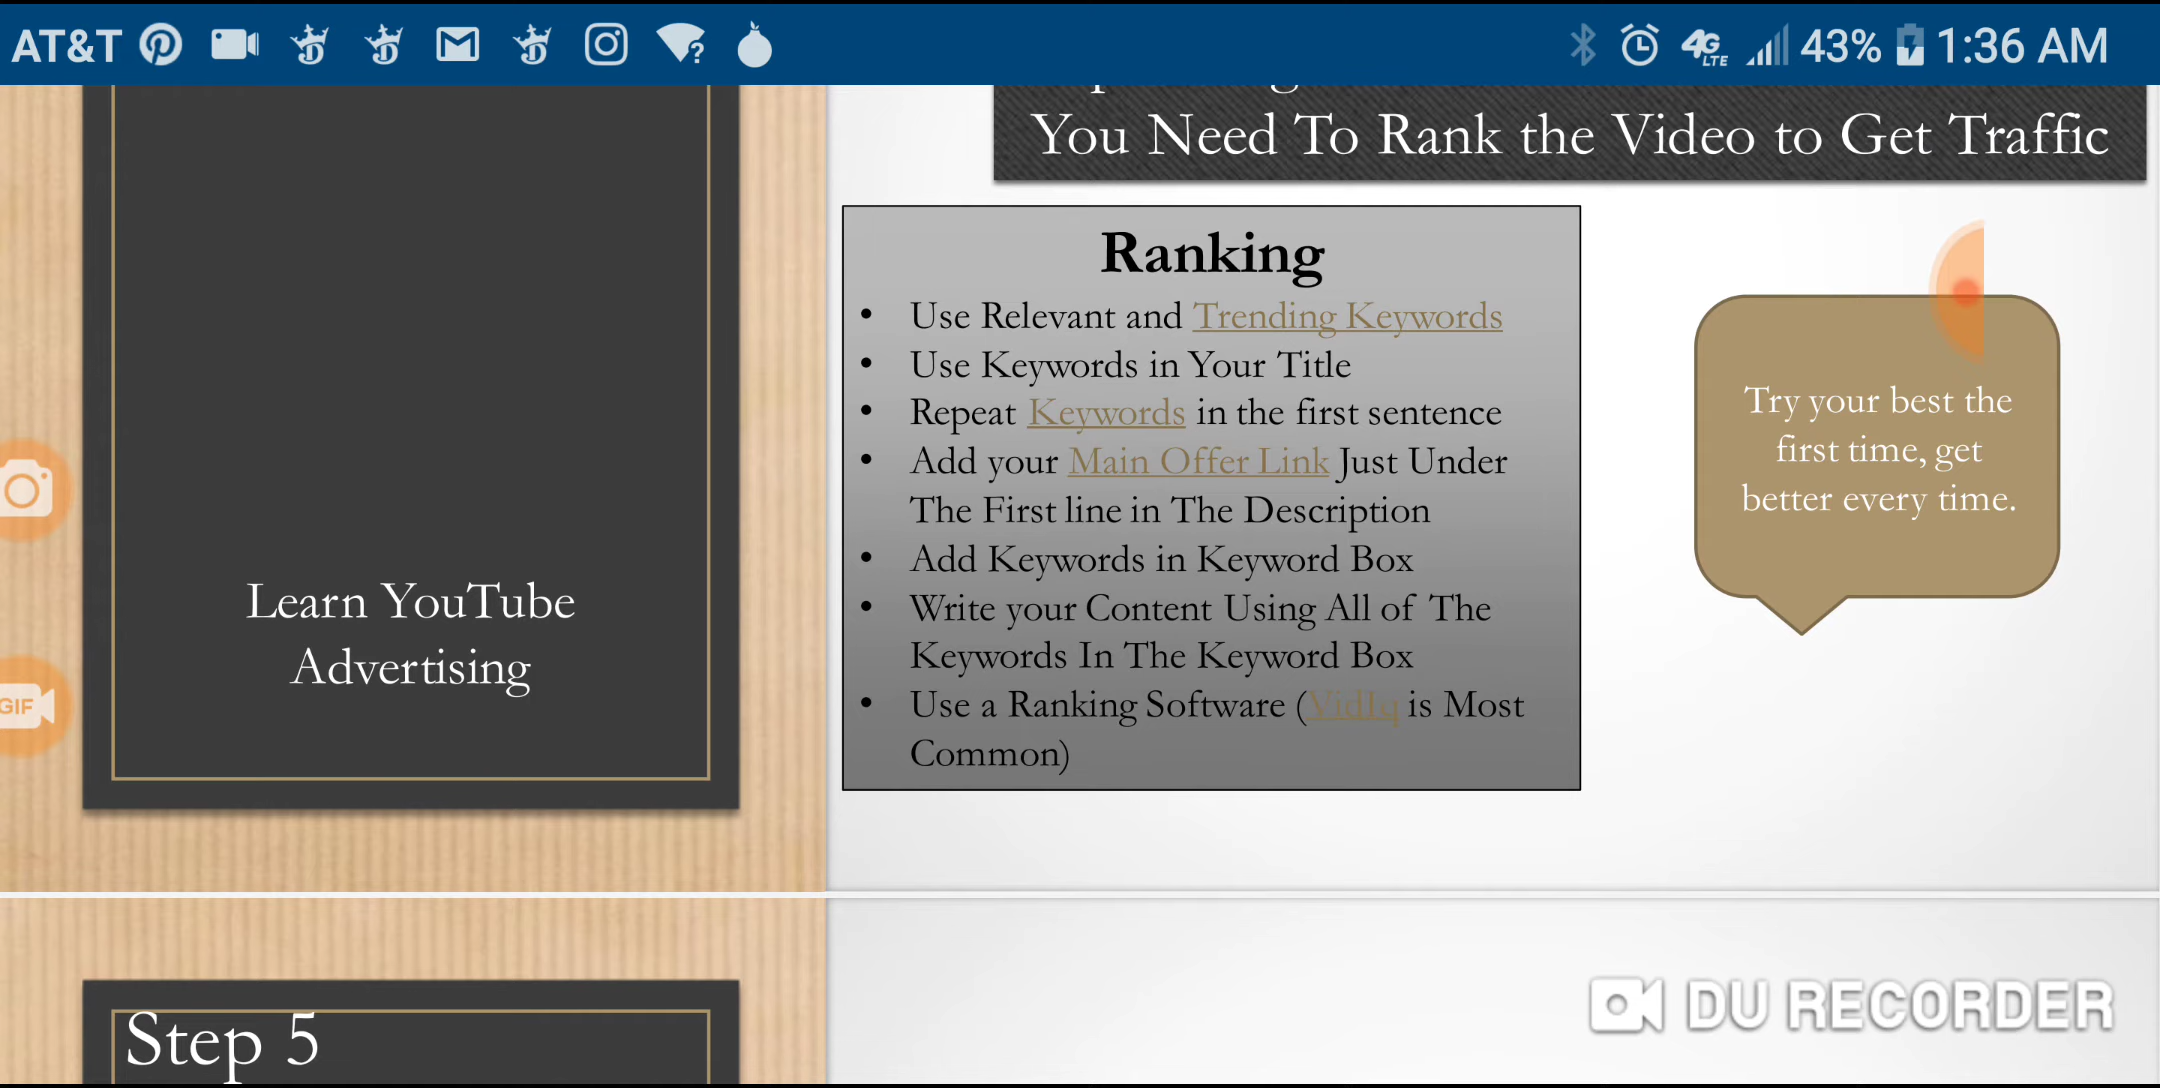 AT&T
43% 1:36 AM
4G LTE
You Need To Rank the Video to Get Traffic
Learn YouTube
Advertising
Ranking
• Use Relevant and Trending Keywords
• Use Keywords in Your Title
• Repeat Keywords in the first sentence
• Add your Main Offer Link Just Under
The First line in The Description
• Add Keywords in Keyword Box
• Write your Content Using All of The
Keywords In The Keyword Box
• Use a Ranking Software (VidIq is Most
Common)
Try your best the
first time, get
better every time.
GIF
Step 5
DU RECORDER